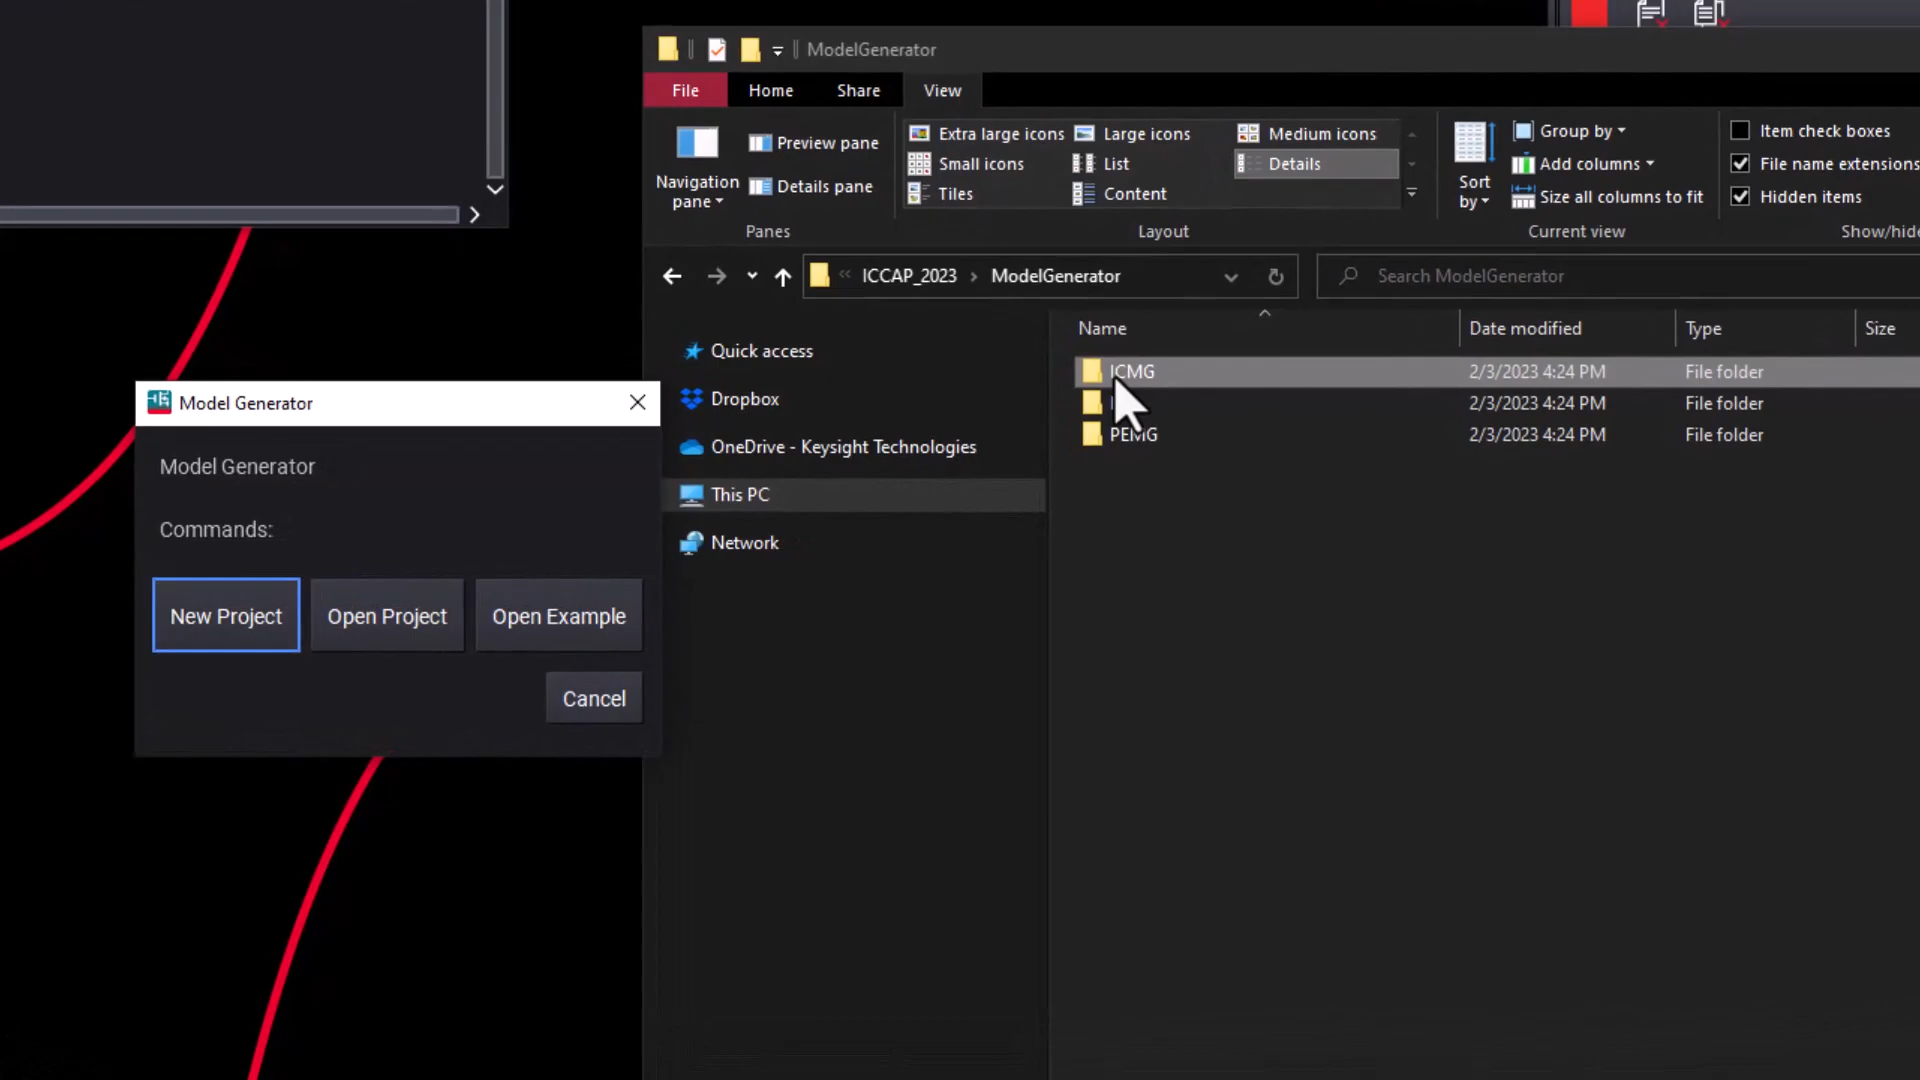 ModelGenerator
File Home Share View
Navigation pane
Preview pane
Details pane
Panes
Extra large icons Large icons Medium icons
Small icons List Details
Tiles Content
Layout
Sort by
Group by
Add columns
Size all columns to fit
Current view
Item check boxes
File name extensions
Hidden items
Show/hide
« ICCAP_2023 › ModelGenerator
Search ModelGenerator
Quick access
Dropbox
OneDrive - Keysight Technologies
This PC
Network
Name Date modified Type Size
ICMG 2/3/2023 4:24 PM File folder
2/3/2023 4:24 PM File folder
PEMG 2/3/2023 4:24 PM File folder
Model Generator
Model Generator
Commands:
New Project Open Project Open Example
Cancel